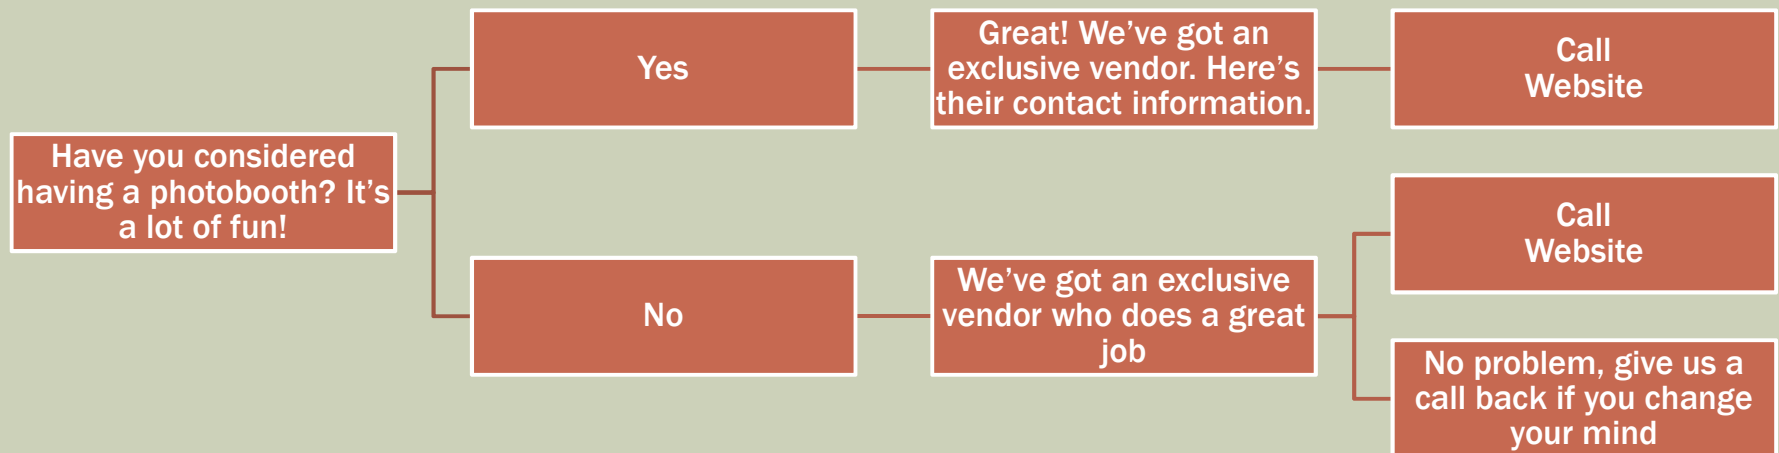 Have you considered
having a photobooth? It’s
a lot of fun!
Yes
Great! We’ve got an
exclusive vendor. Here’s
their contact information.
Call
Website
No
We’ve got an exclusive
vendor who does a great
job
Call
Website
No problem, give us a
call back if you change
your mind